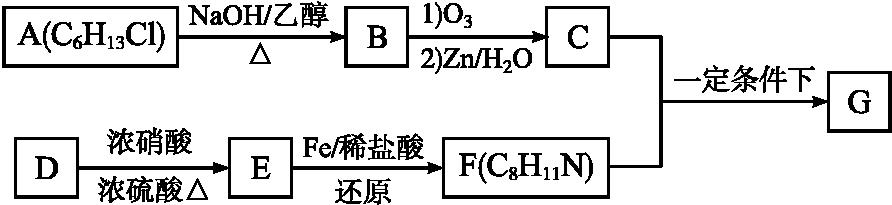 A(C₆H₁₃Cl) NaOH/乙醇 △ B 1)O₃ 2)Zn/H₂O C
一定条件下 G
D 浓硝酸 浓硫酸△ E Fe/稀盐酸 还原 F(C₈H₁₁N)